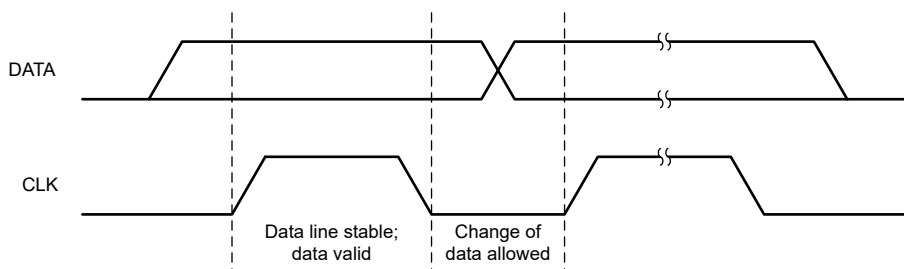 DATA
CLK
Data line stable;
data valid
Change of
data allowed